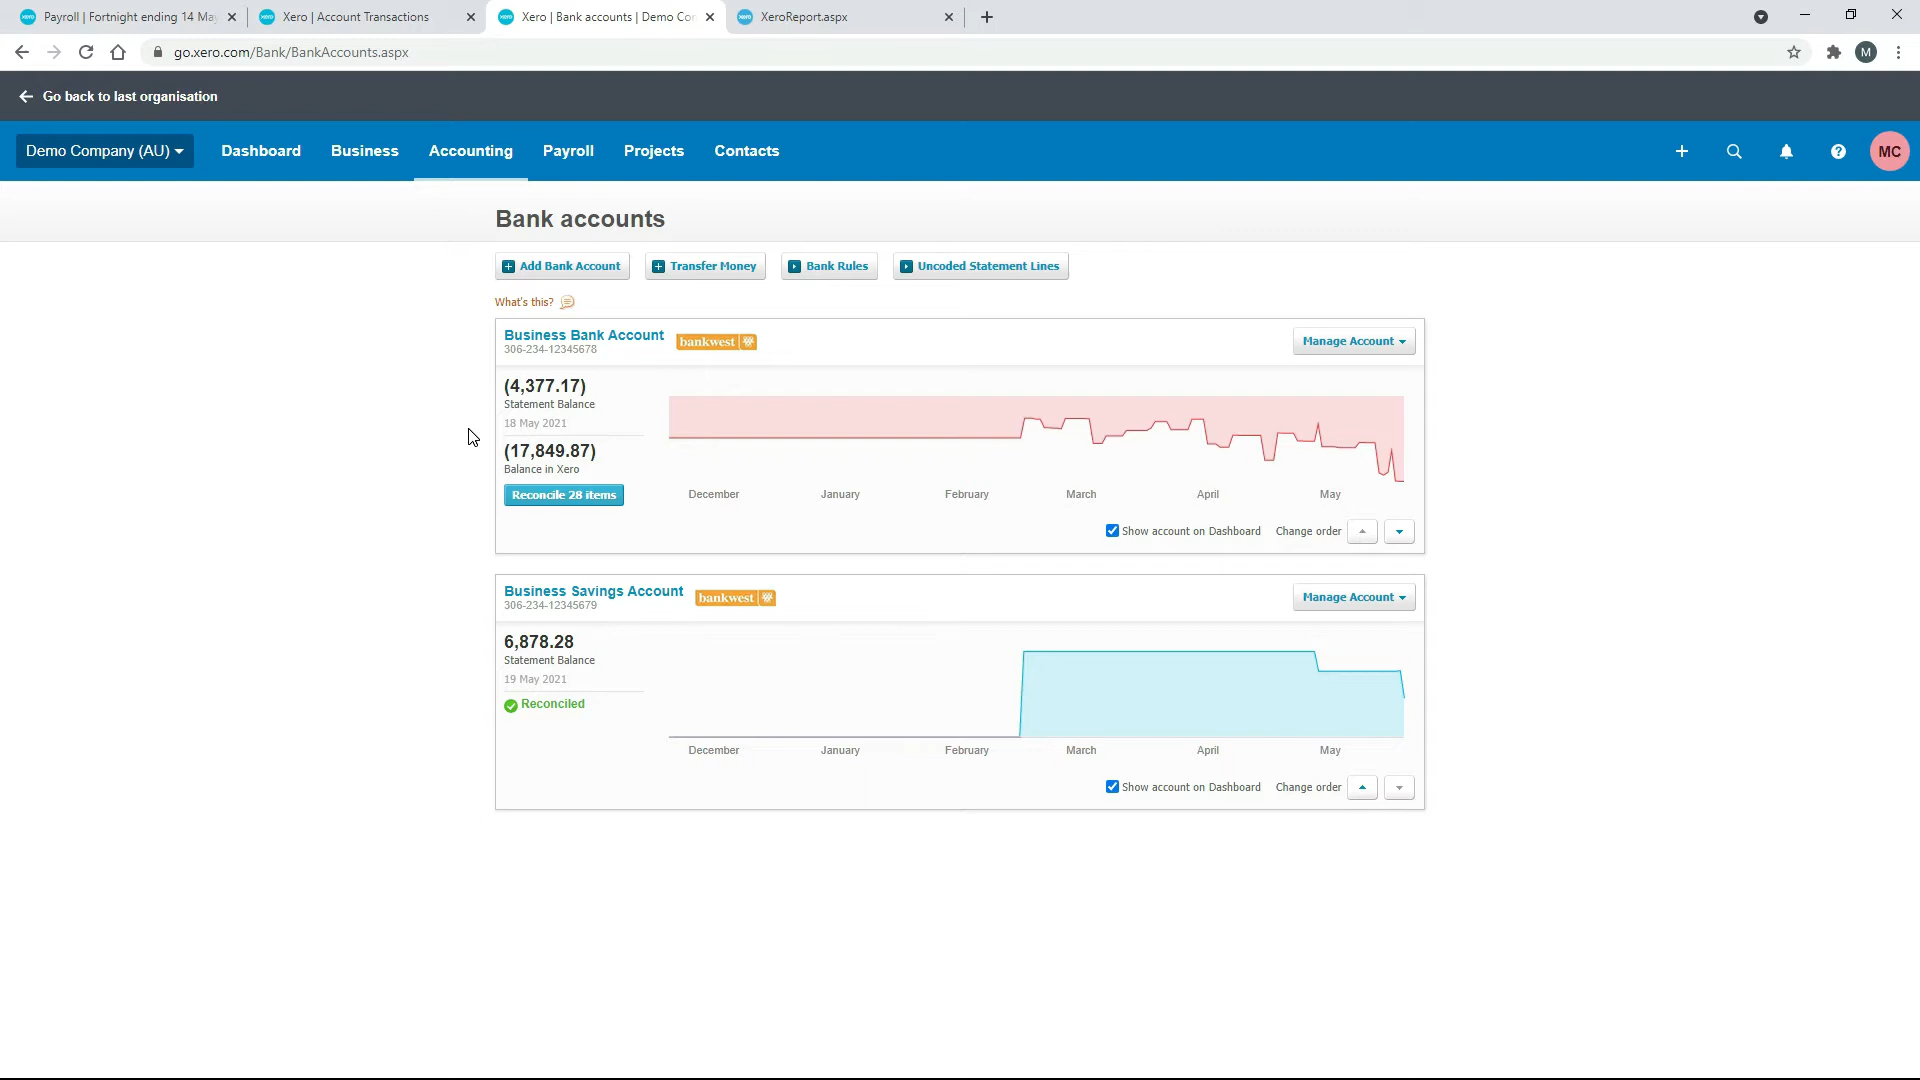 Payroll | Fortnight ending 14 May
Xero | Account Transactions
Xero | Bank accounts | Demo Co
XeroReport.aspx
go.xero.com/Bank/BankAccounts.aspx
M
Go back to last organisation
Demo Company (AU)
Dashboard
Business
Accounting
Payroll
Projects
Contacts
MC
Bank accounts
Add Bank Account
Transfer Money
Bank Rules
Uncoded Statement Lines
What's this?
Business Bank Account
306-234-12345678
bankwest
Manage Account
(4,377.17)
Statement Balance
18 May 2021
(17,849.87)
Balance in Xero
Reconcile 28 items
December January February March April May
Show account on Dashboard Change order
Business Savings Account
306-234-12345679
bankwest
Manage Account
6,878.28
Statement Balance
19 May 2021
Reconciled
December January February March April May
Show account on Dashboard Change order